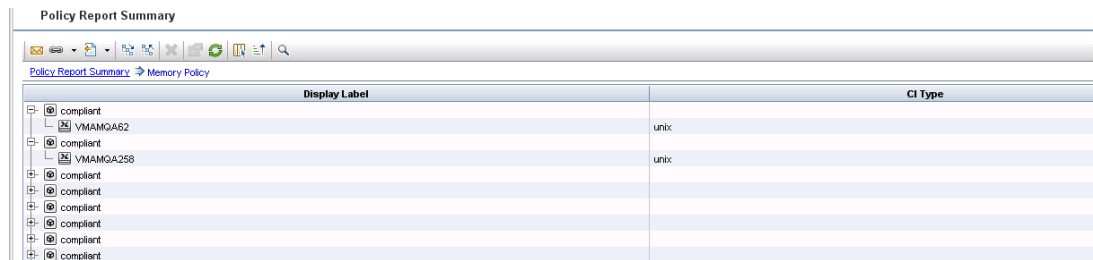 Policy Report Summary
Policy Report Summary Memory Policy
Display Label CI Type
compliant
VMAMQA62 unix
compliant
VMAMQA258 unix
compliant
compliant
compliant
compliant
compliant
compliant